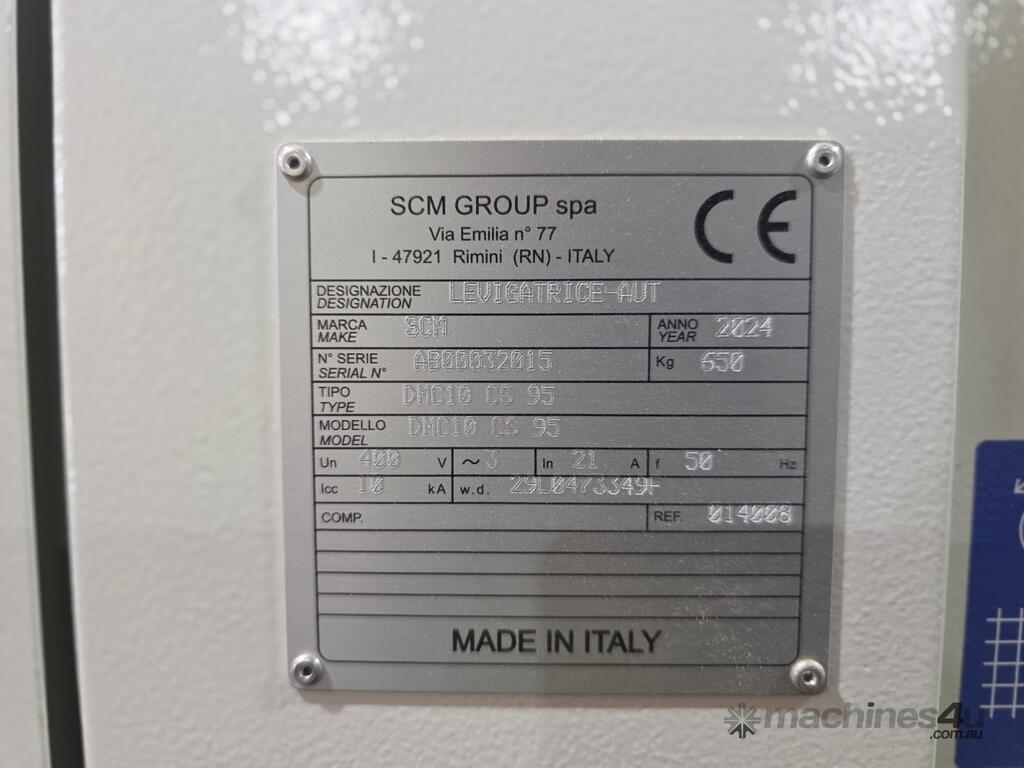 SCM GROUP spa
Via Emilia n° 77
I - 47921 Rimini (RN) - ITALY
CE
DESIGNAZIONE LEVIGATRICE-AUT
DESIGNATION
MARCA SCM ANNO 2024
MAKE YEAR
N° SERIE AB00032015 Kg 650
SERIAL N°
TIPO DMC10 CS 95
TYPE
MODELLO DMC10 CS 95
MODEL
Un 400 V ~ 3 In 21 A f 50 Hz
Icc 10 kA w.d. 29L0473349F
COMP. REF. 014008
MADE IN ITALY
machines4u
.com.au